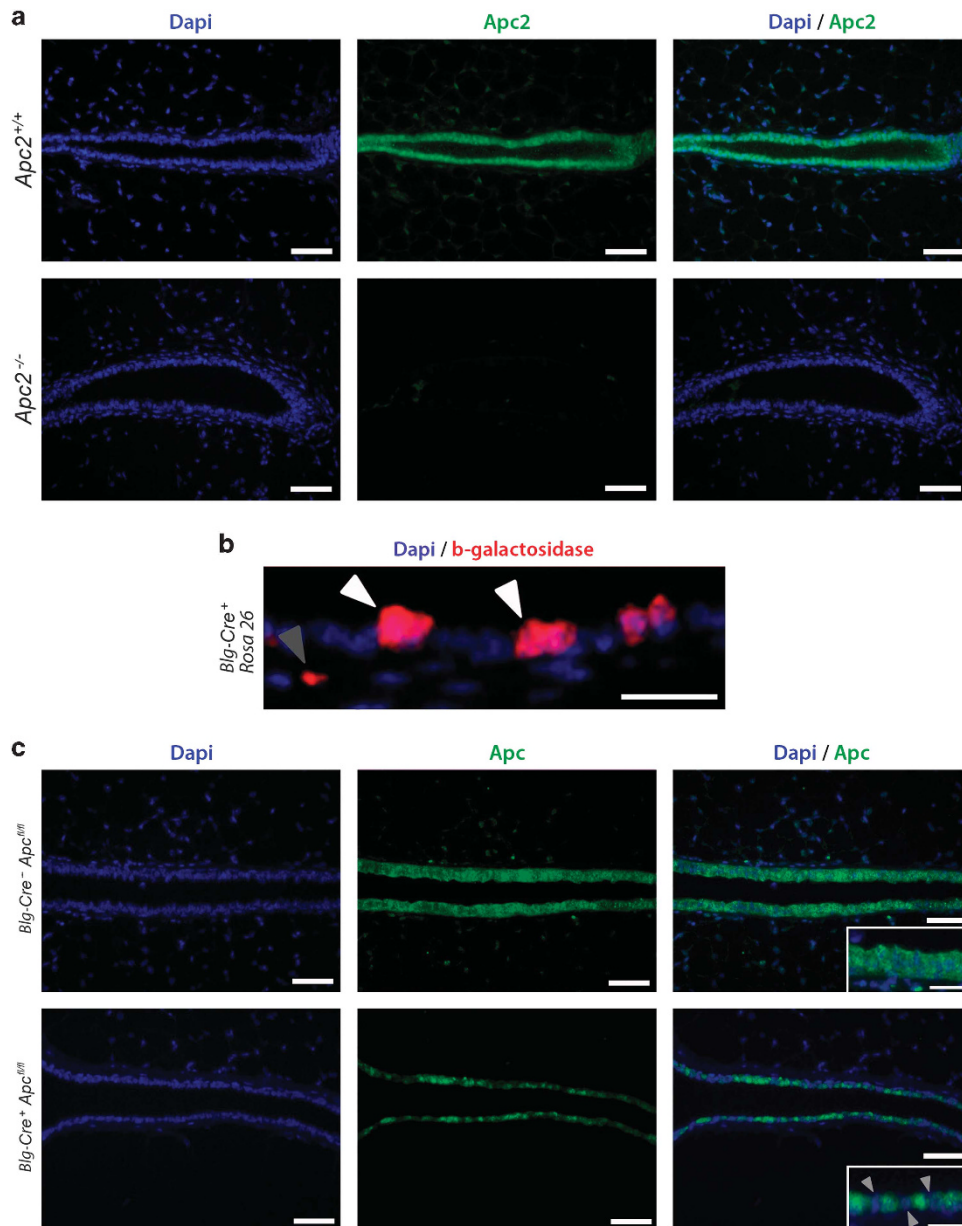 a
Dapi
Apc2
Dapi / Apc2
Apc2+/+
Apc2-/-
b
Dapi / b-galactosidase
Blg-Cre+
Rosa 26
c
Dapi
Apc
Dapi / Apc
Blg-Cre- Apcfl/fl
Blg-Cre+ Apcfl/fl